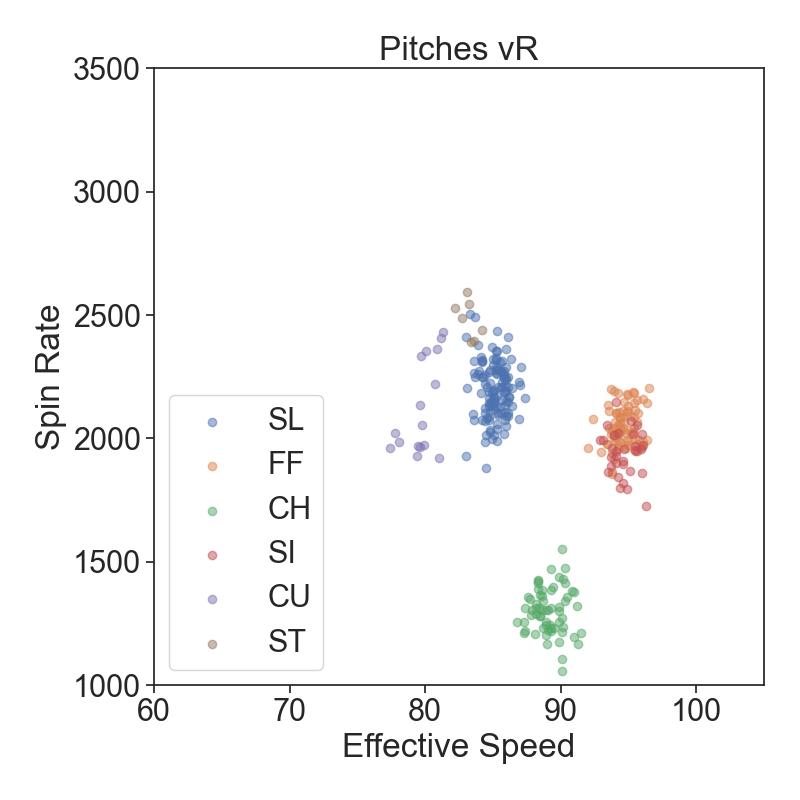 Pitches vR
3500
3000
2500
2000
1500
1000
Spin Rate
SL
FF
CH
SI
CU
ST
60 70 80 90 100
Effective Speed